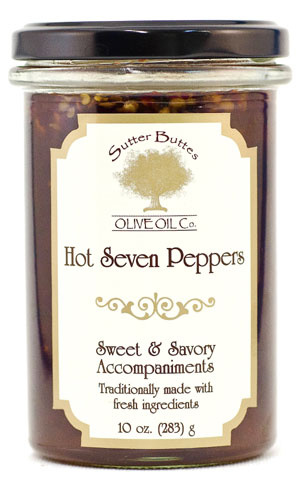 Sutter Buttes
OLIVE OIL Co.
Hot Seven Peppers
Sweet & Savory
Accompaniments
Traditionally made with
fresh ingredients
10 oz. (283) g